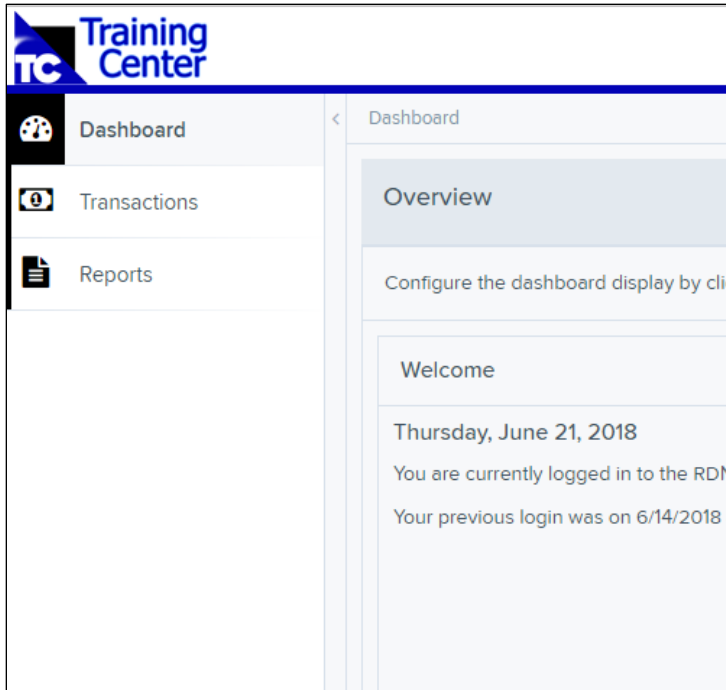 Training
Center
TC
Dashboard
Transactions
Reports
Dashboard
Overview
Configure the dashboard display by
Welcome
Thursday, June 21, 2018
You are currently logged in to the
Your previous login was on 6/14/2018